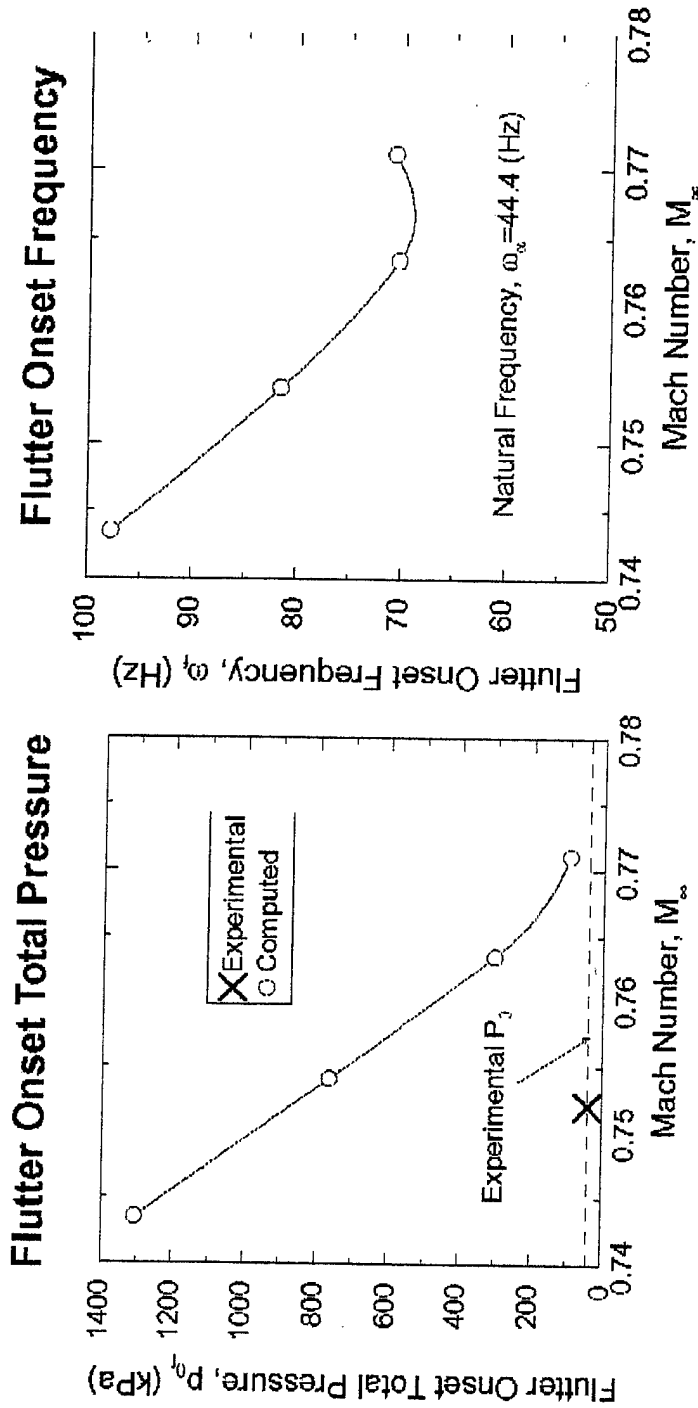 Flutter Onset Total Pressure
Flutter Onset Total Pressure, p₀f (kPa)
1400
1200
1000
800
600
400
200
0
Experimental
Computed
Experimental P₀
0.74
0.75
0.76
0.77
0.78
Mach Number, M∞
Flutter Onset Frequency
Flutter Onset Frequency, ωf (Hz)
100
90
80
70
60
50
Natural Frequency, ωα=44.4 (Hz)
0.74
0.75
0.76
0.77
0.78
Mach Number, M∞